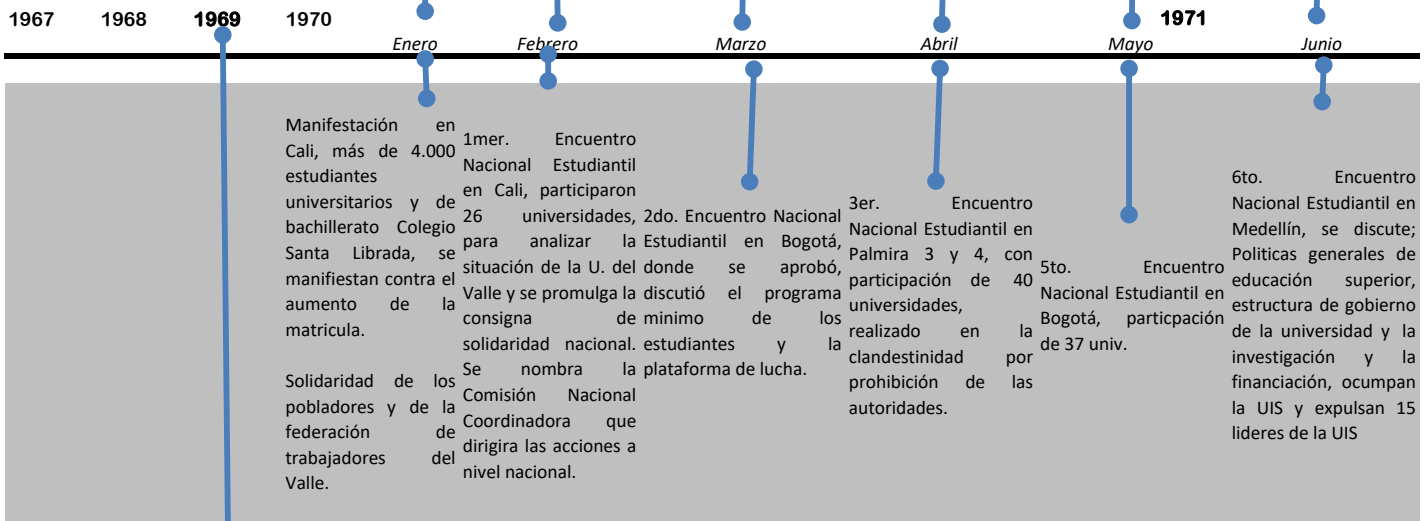 1967 1968 1969 1970 1971
Enero Febrero Marzo Abril Mayo Junio
Manifestación en
Cali, más de 4.000
estudiantes
universitarios y de
bachillerato Colegio
Santa Librada, se
manifiestan contra el
aumento de la
matricula.
Solidaridad de los
pobladores y de la
federación de
trabajadores del
Valle.
1mer. Encuentro
Nacional Estudiantil
en Cali, participaron
26 universidades,
para analizar la
situación de la U. del
Valle y se promulga la
consigna de
solidaridad nacional.
Se nombra la
Comisión Nacional
Coordinadora que
dirigira las acciones a
nivel nacional.
2do. Encuentro Nacional
Estudiantil en Bogotá,
donde se aprobó,
discutió el programa
minimo de los
estudiantes y la
plataforma de lucha.
3er. Encuentro
Nacional Estudiantil en
Palmira 3 y 4, con
participación de 40
universidades,
realizado en la
clandestinidad por
prohibición de las
autoridades.
5to. Encuentro
Nacional Estudiantil en
Bogotá, particpación
de 37 univ.
6to. Encuentro
Nacional Estudiantil en
Medellín, se discute;
Politicas generales de
educación superior,
estructura de gobierno
de la universidad y la
investigación y la
financiación, ocumpan
la UIS y expulsan 15
lideres de la UIS